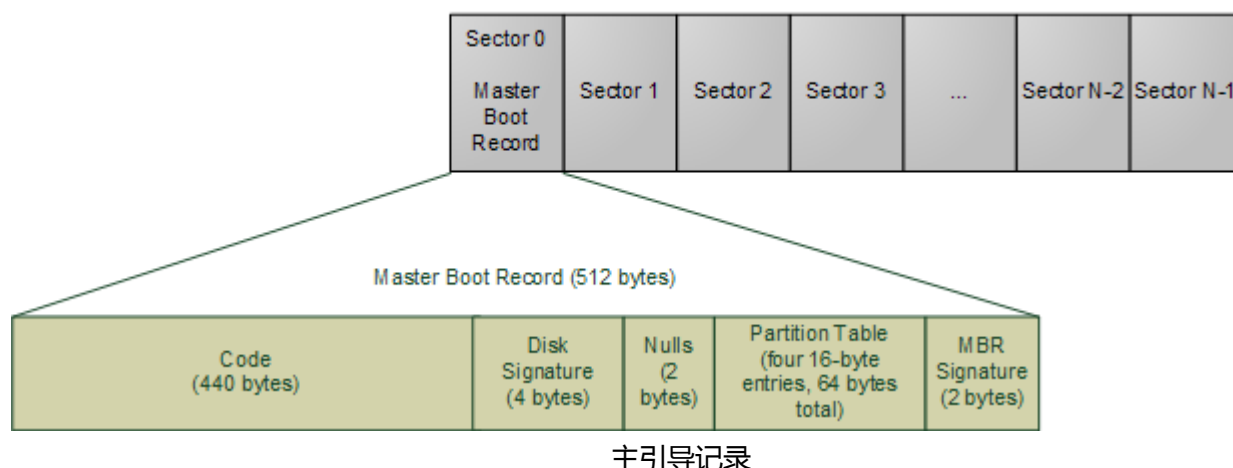 Sector 0
Master
Boot
Record
Sector 1
Sector 2
Sector 3
...
Sector N-2
Sector N-1
Master Boot Record (512 bytes)
Code
(440 bytes)
Disk
Signature
(4 bytes)
Nulls
(2
bytes)
Partition Table
(four 16-byte
entries, 64 bytes
total)
MBR
Signature
(2 bytes)
主引导记录